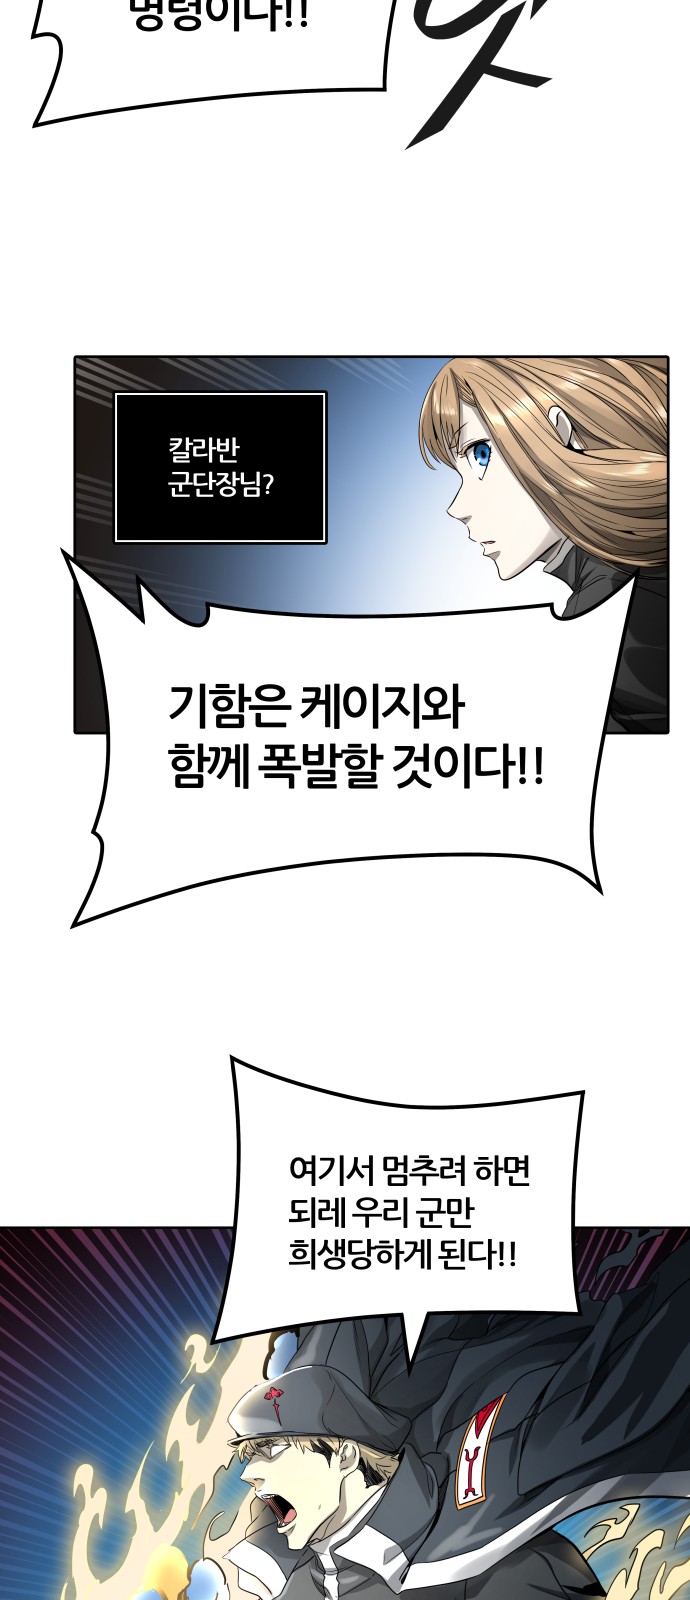 명령이다!!
칼라반
군단장님?
기함은 케이지와
함께 폭발할 것이다!!
여기서 멈추려 하면
되레 우리 군만
희생당하게 된다!!